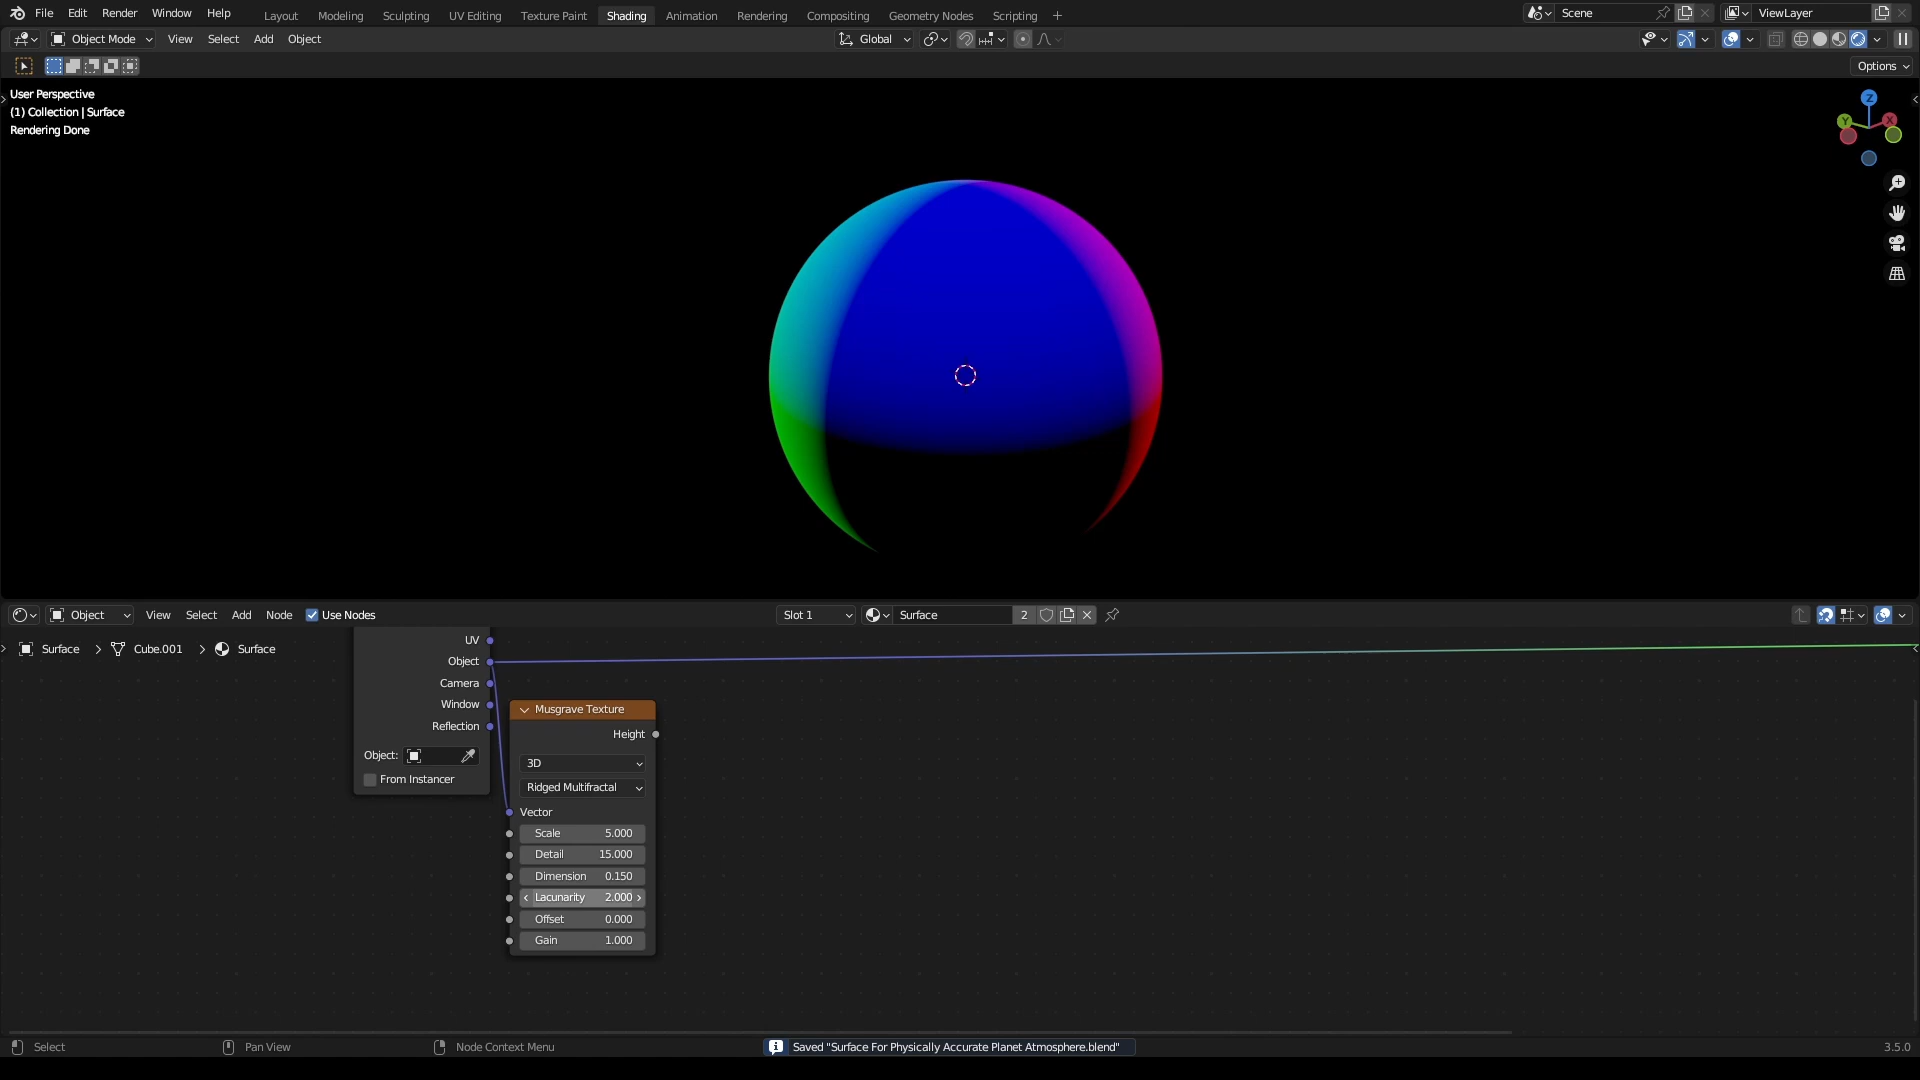 File Edit Render Window Help Layout Modeling Sculpting UV Editing Texture Paint Shading Animation Rendering Compositing Geometry Nodes Scripting + Scene ViewLayer
Object Mode View Select Add Object Global
Options
User Perspective
(1) Collection | Surface
Rendering Done
Z
Y X
Object View Select Add Node Use Nodes Slot 1 Surface 2
Surface > Cube.001 > Surface
UV
Object
Camera
Window
Reflection
Object:
From Instancer
Musgrave Texture
Height
3D
Ridged Multifractal
Vector
Scale 5.000
Detail 15.000
Dimension 0.150
Lacunarity 2.000
Offset 0.000
Gain 1.000
Select Pan View Node Context Menu Saved "Surface For Physically Accurate Planet Atmosphere.blend" 3.5.0